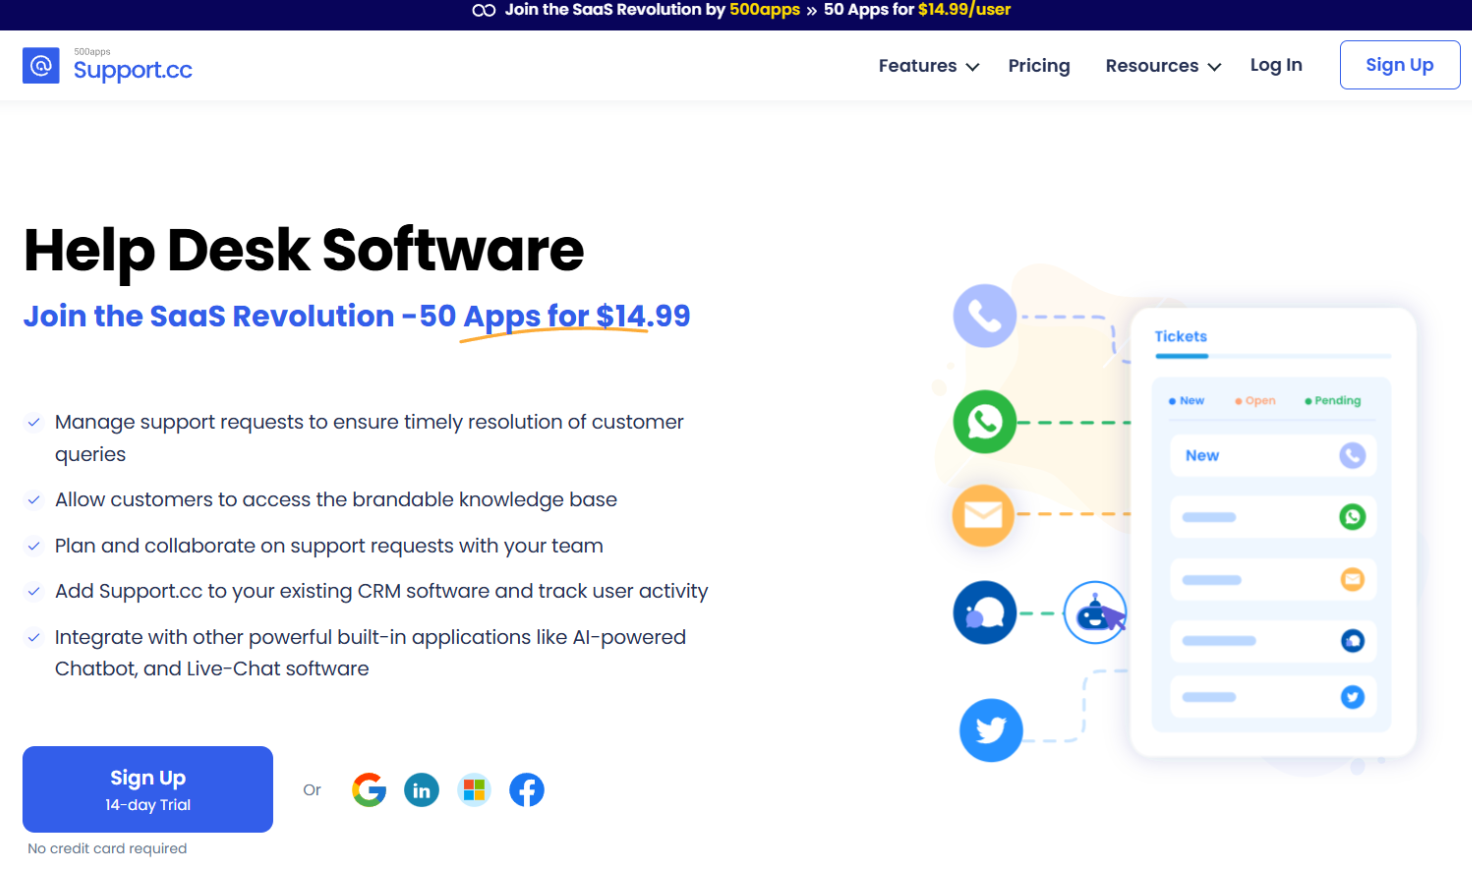 Join the SaaS Revolution by 500apps » 50 Apps for $14.99/user
500apps
Support.cc
Features
Pricing
Resources
Log In
Sign Up
Help Desk Software
Join the SaaS Revolution -50 Apps for $14.99
Manage support requests to ensure timely resolution of customer
queries
Allow customers to access the brandable knowledge base
Plan and collaborate on support requests with your team
Add Support.cc to your existing CRM software and track user activity
Integrate with other powerful built-in applications like AI-powered
Chatbot, and Live-Chat software
Sign Up
14-day Trial
Or
in
No credit card required
Tickets
New
Open
Pending
New